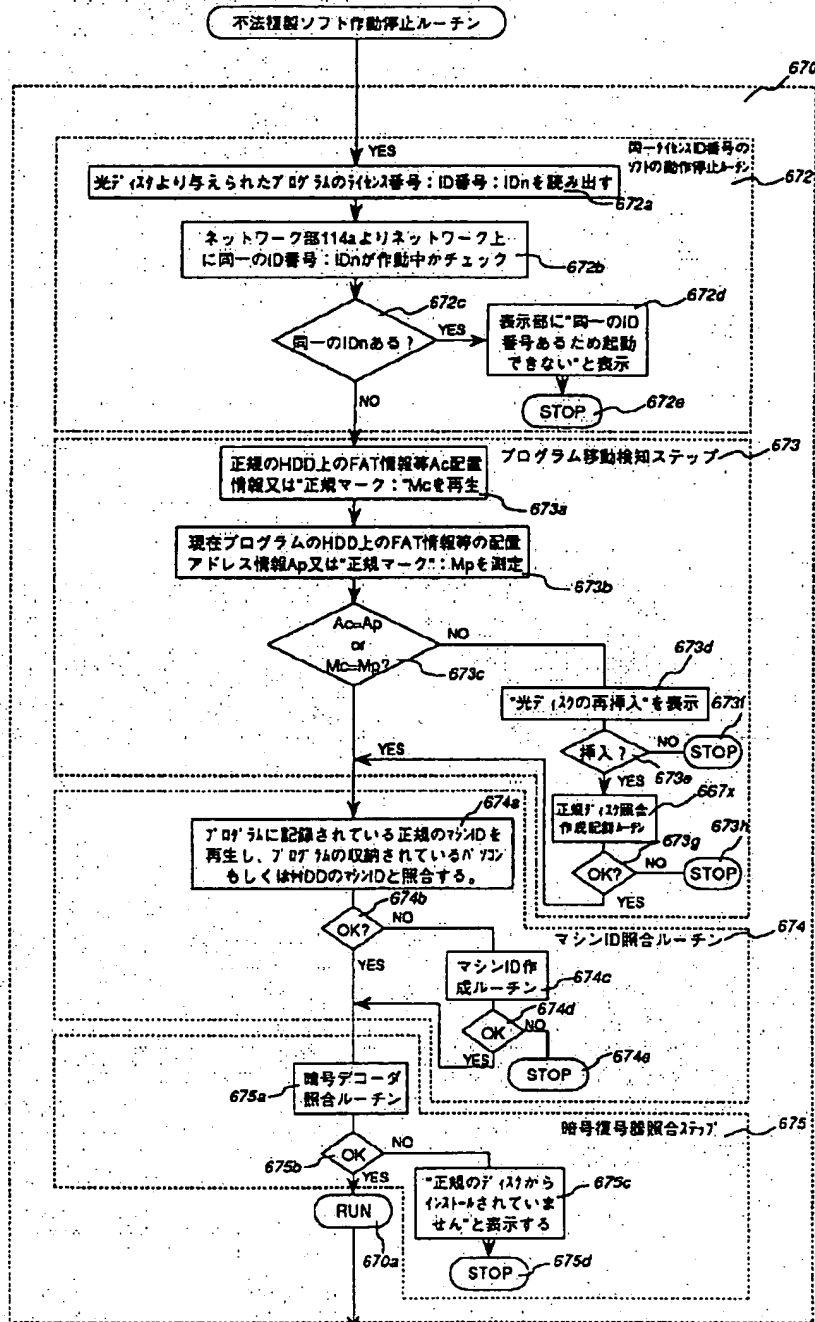 不法複製ソフト作動停止ルーチン
670
YES
同一ライセンスID番号の
ソフトの動作停止ルーチン
672
光ディスクより与えられたプログラムのライセンス番号:ID番号:IDnを読み出す
672a
ネットワーク部114aよりネットワーク上
に同一のID番号:IDnが作動中かチェック
672b
672c
同一のIDnある?
YES
672d
表示部に"同一のID
番号あるため起動
できない"と表示
STOP
672e
NO
プログラム移動検知ステップ
673
正規のHDD上のFAT情報等Ac配置
情報又は"正規マーク:"Mcを再生
673a
現在プログラムのHDD上のFAT情報等の配置
アドレス情報Ap又は"正規マーク":Mpを測定
673b
Ac=Ap
or
Mc=Mp?
673c
NO
673d
"光ディスクの再挿入"を表示
673f
挿入?
NO
STOP
673e
YES
YES
667x
正規ディスク照合
作成記録ルーチン
673g
673h
OK?
NO
STOP
YES
674a
プログラムに記録されている正規のマシンIDを
再生し、プログラムの収納されているパソコン
もしくはHDDのマシンIDと照合する。
674b
OK?
NO
マシンID照合ルーチン
674
YES
マシンID作
成ルーチン
674c
674d
OK
NO
YES
STOP
674e
675a
暗号デコーダ
照合ルーチン
暗号復号器照合ステップ
675
675b
OK
NO
YES
"正規のディスクから
インストールされていま
せん"と表示する
675c
RUN
670a
STOP
675d